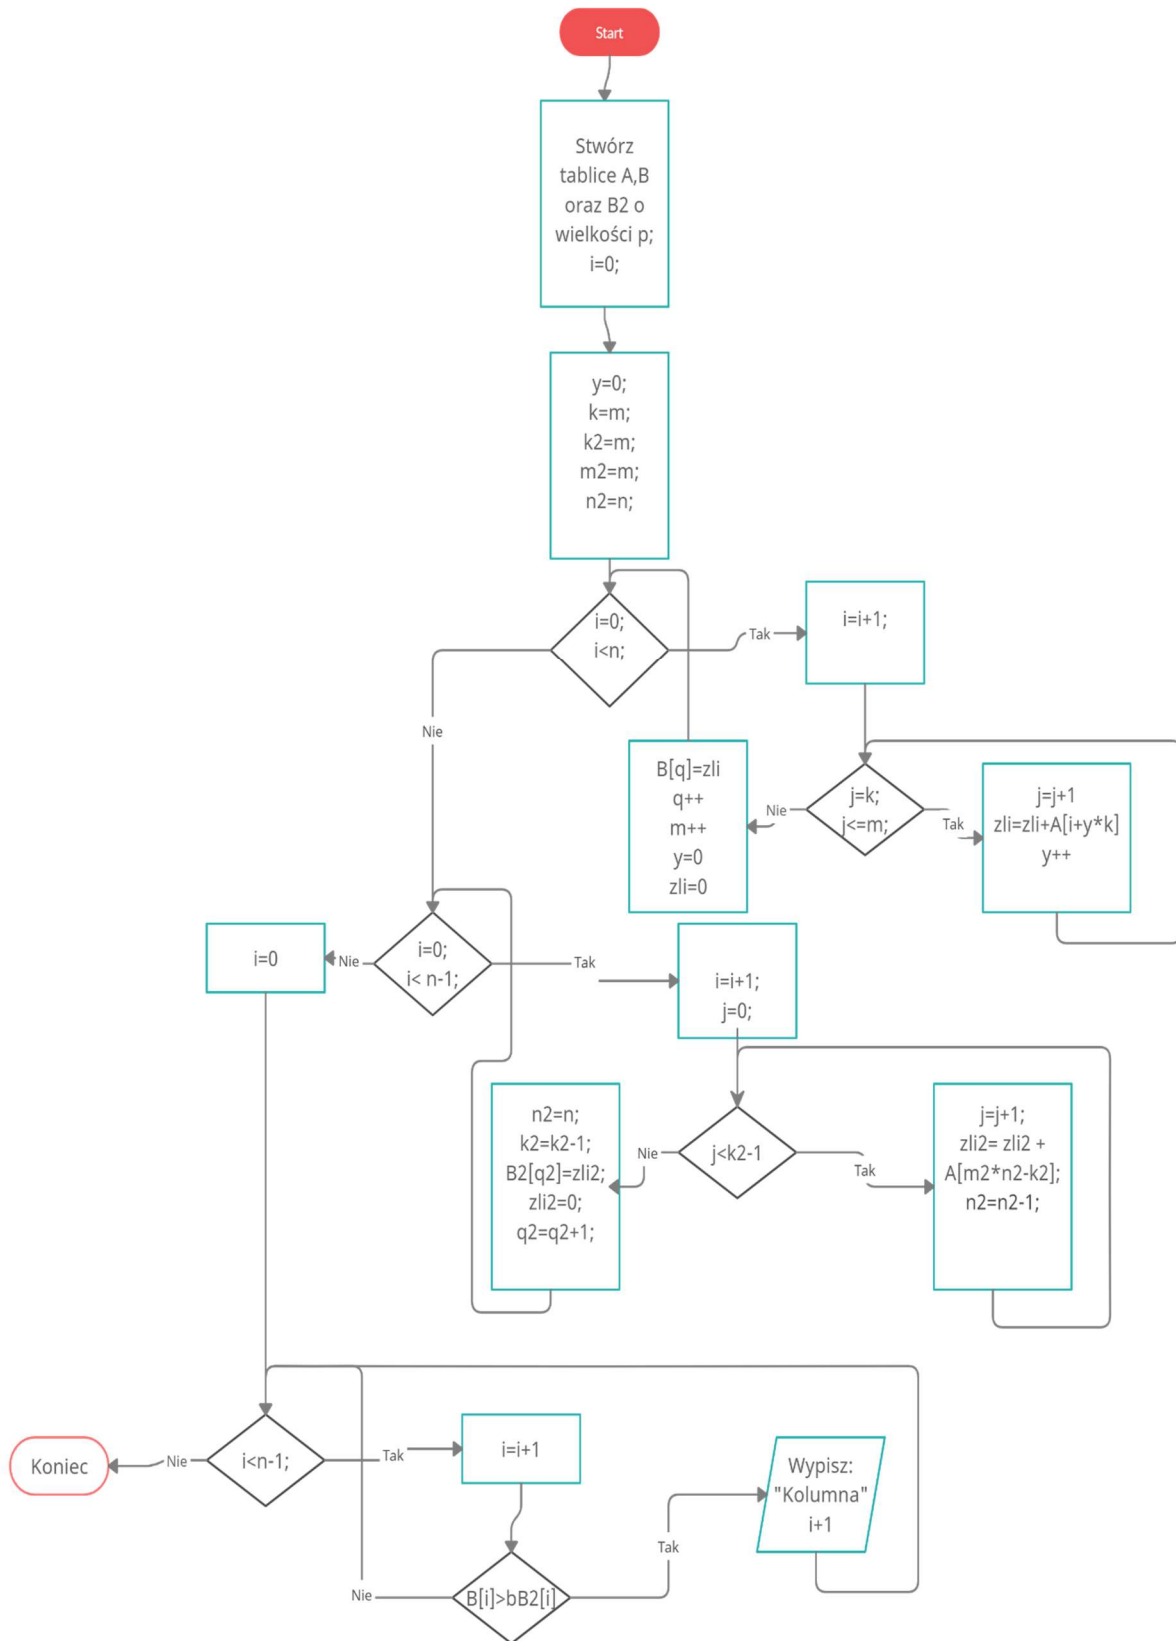 Start
Stwórz
tablice A,B
oraz B2 o
wielkości p;
i=0;
y=0;
k=m;
k2=m;
m2=m;
n2=n;
i=0;
i<n;
Tak
i=i+1;
Nie
B[q]=zli
q++
m++
y=0
zli=0
Nie
j=k;
j<=m;
Tak
j=j+1
zli=zli+A[i+y*k]
y++
i=0
Nie
i=0;
i< n-1;
Tak
i=i+1;
j=0;
n2=n;
k2=k2-1;
B2[q2]=zli2;
zli2=0;
q2=q2+1;
Nie
j<k2-1
Tak
j=j+1;
zli2= zli2 +
A[m2*n2-k2];
n2=n2-1;
Koniec
Nie
i<n-1;
Tak
i=i+1
Wypisz:
"Kolumna"
i+1
Tak
Nie
B[i]>bB2[i]